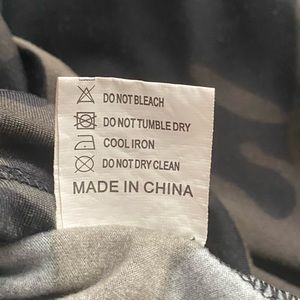 DO NOT BLEACH
DO NOT TUMBLE DRY
COOL IRON
DO NOT DRY CLEAN
MADE IN CHINA